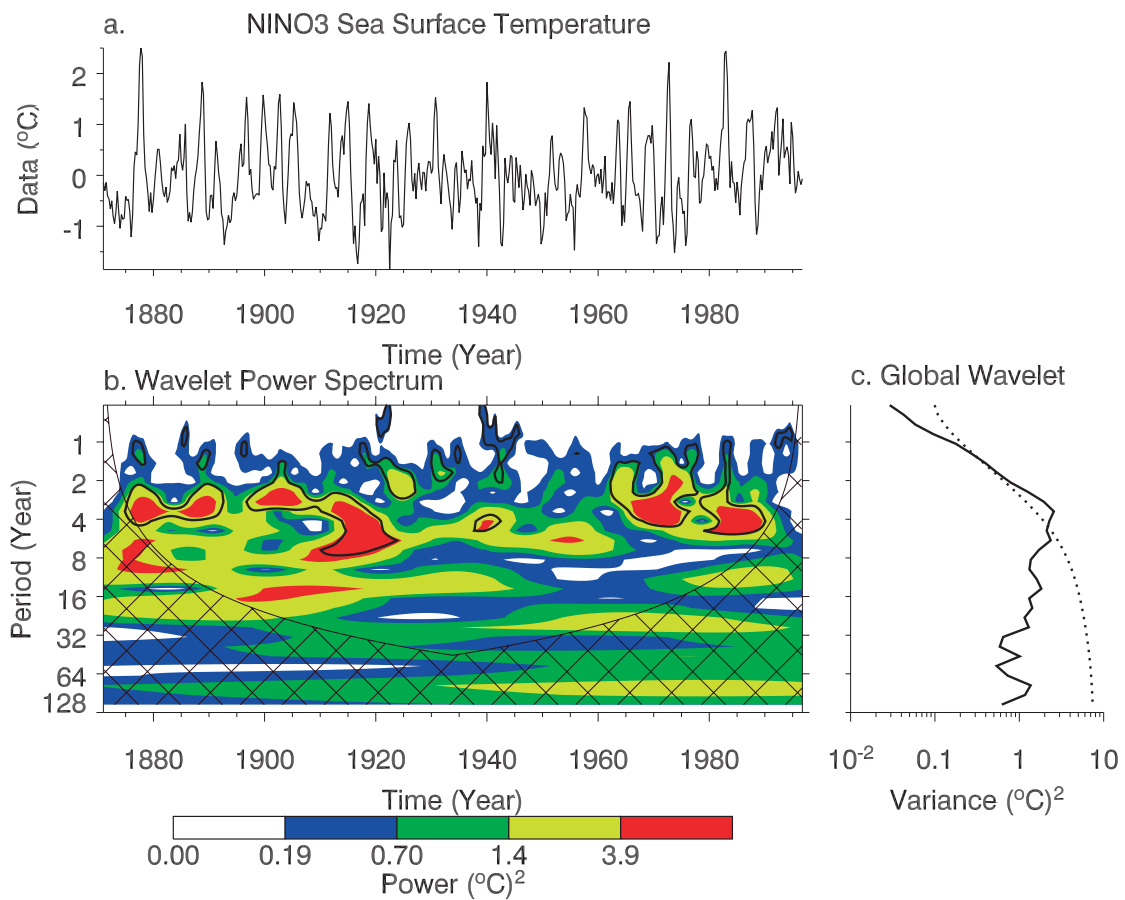 a. NINO3 Sea Surface Temperature
Data (°C)
2
1
0
-1
1880 1900 1920 1940 1960 1980
Time (Year)
b. Wavelet Power Spectrum
Period (Year)
1
2
4
8
16
32
64
128
1880 1900 1920 1940 1960 1980
Time (Year)
c. Global Wavelet
10⁻² 0.1 1 10
Variance (°C)²
0.00 0.19 0.70 1.4 3.9
Power (°C)²